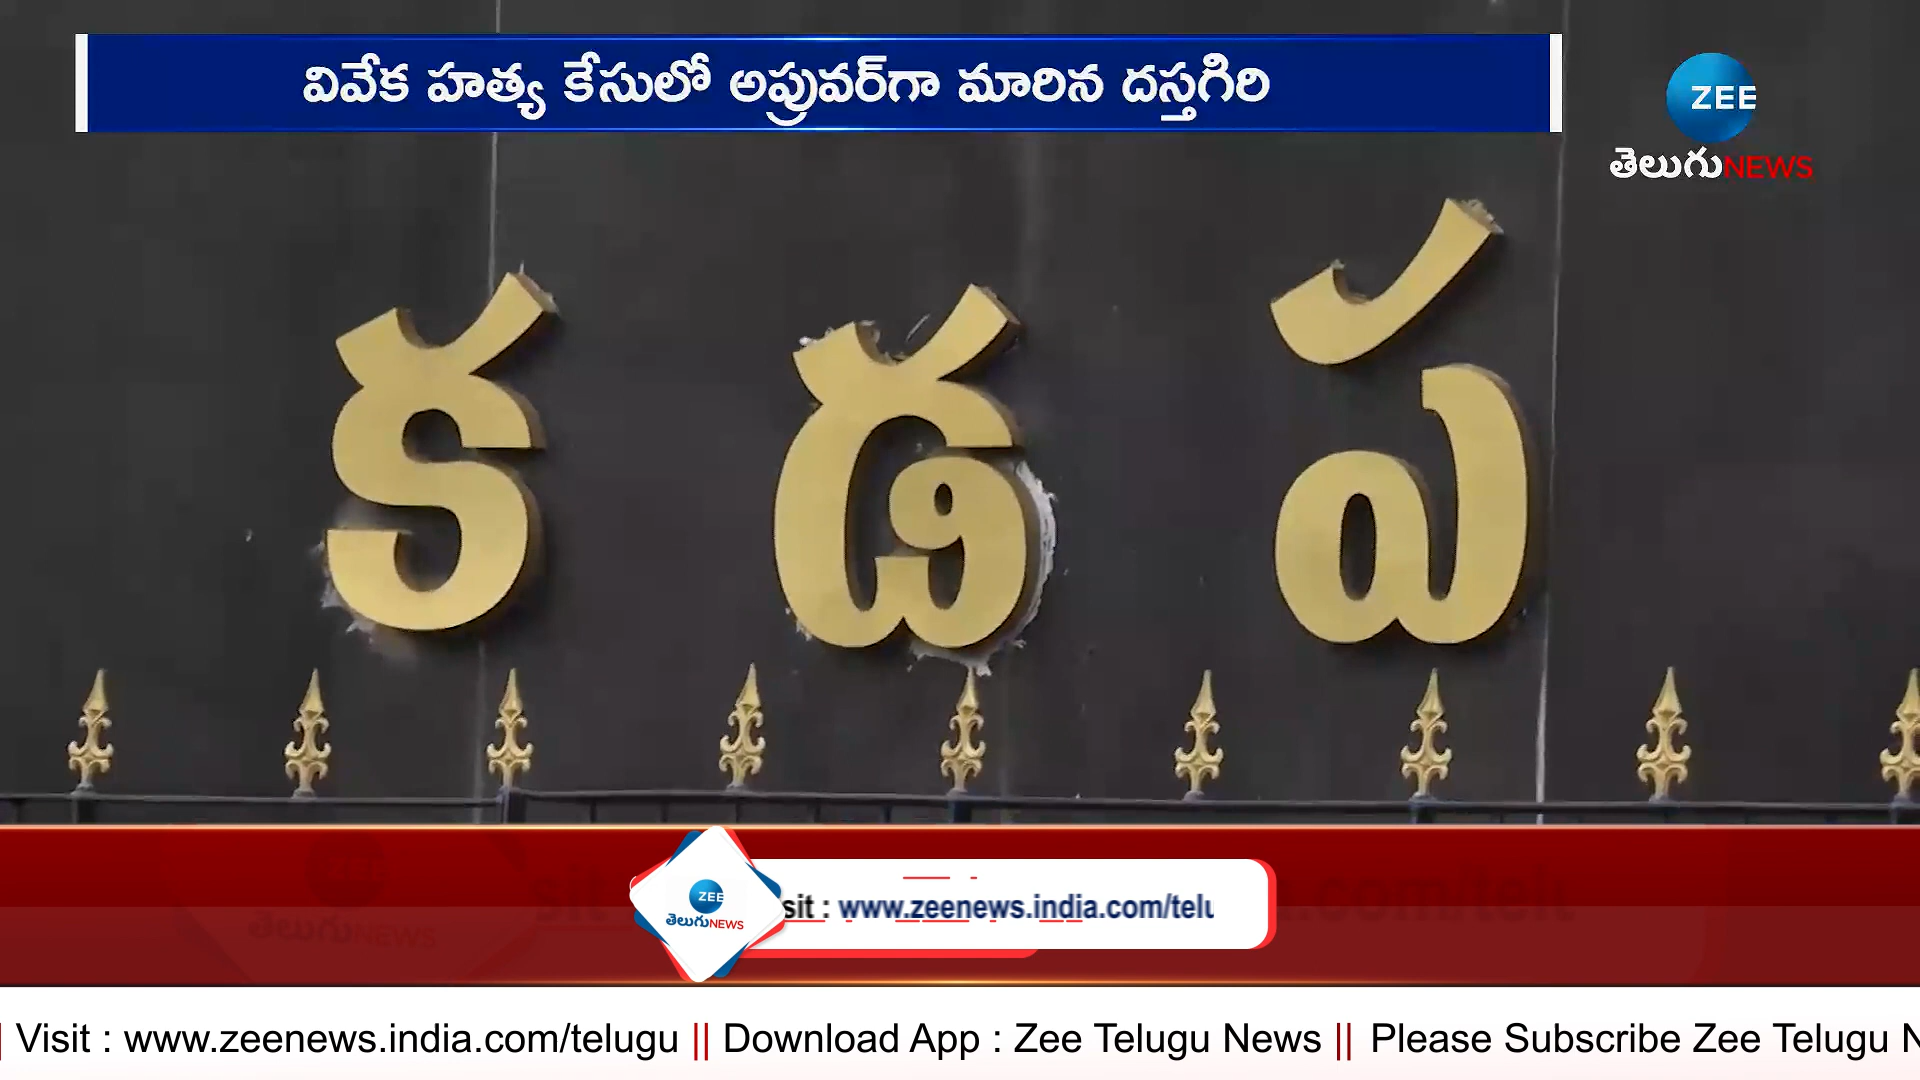 వివేక హత్య కేసులో అప్రువర్‌గా మారిన దస్తగిరి
ZEE
తెలుగు NEWS
కడప
ZEE
తెలుగు NEWS
www.zeenews.india.com/telu
|| Visit : www.zeenews.india.com/telugu || Download App : Zee Telugu News || Please Subscribe Zee Telugu